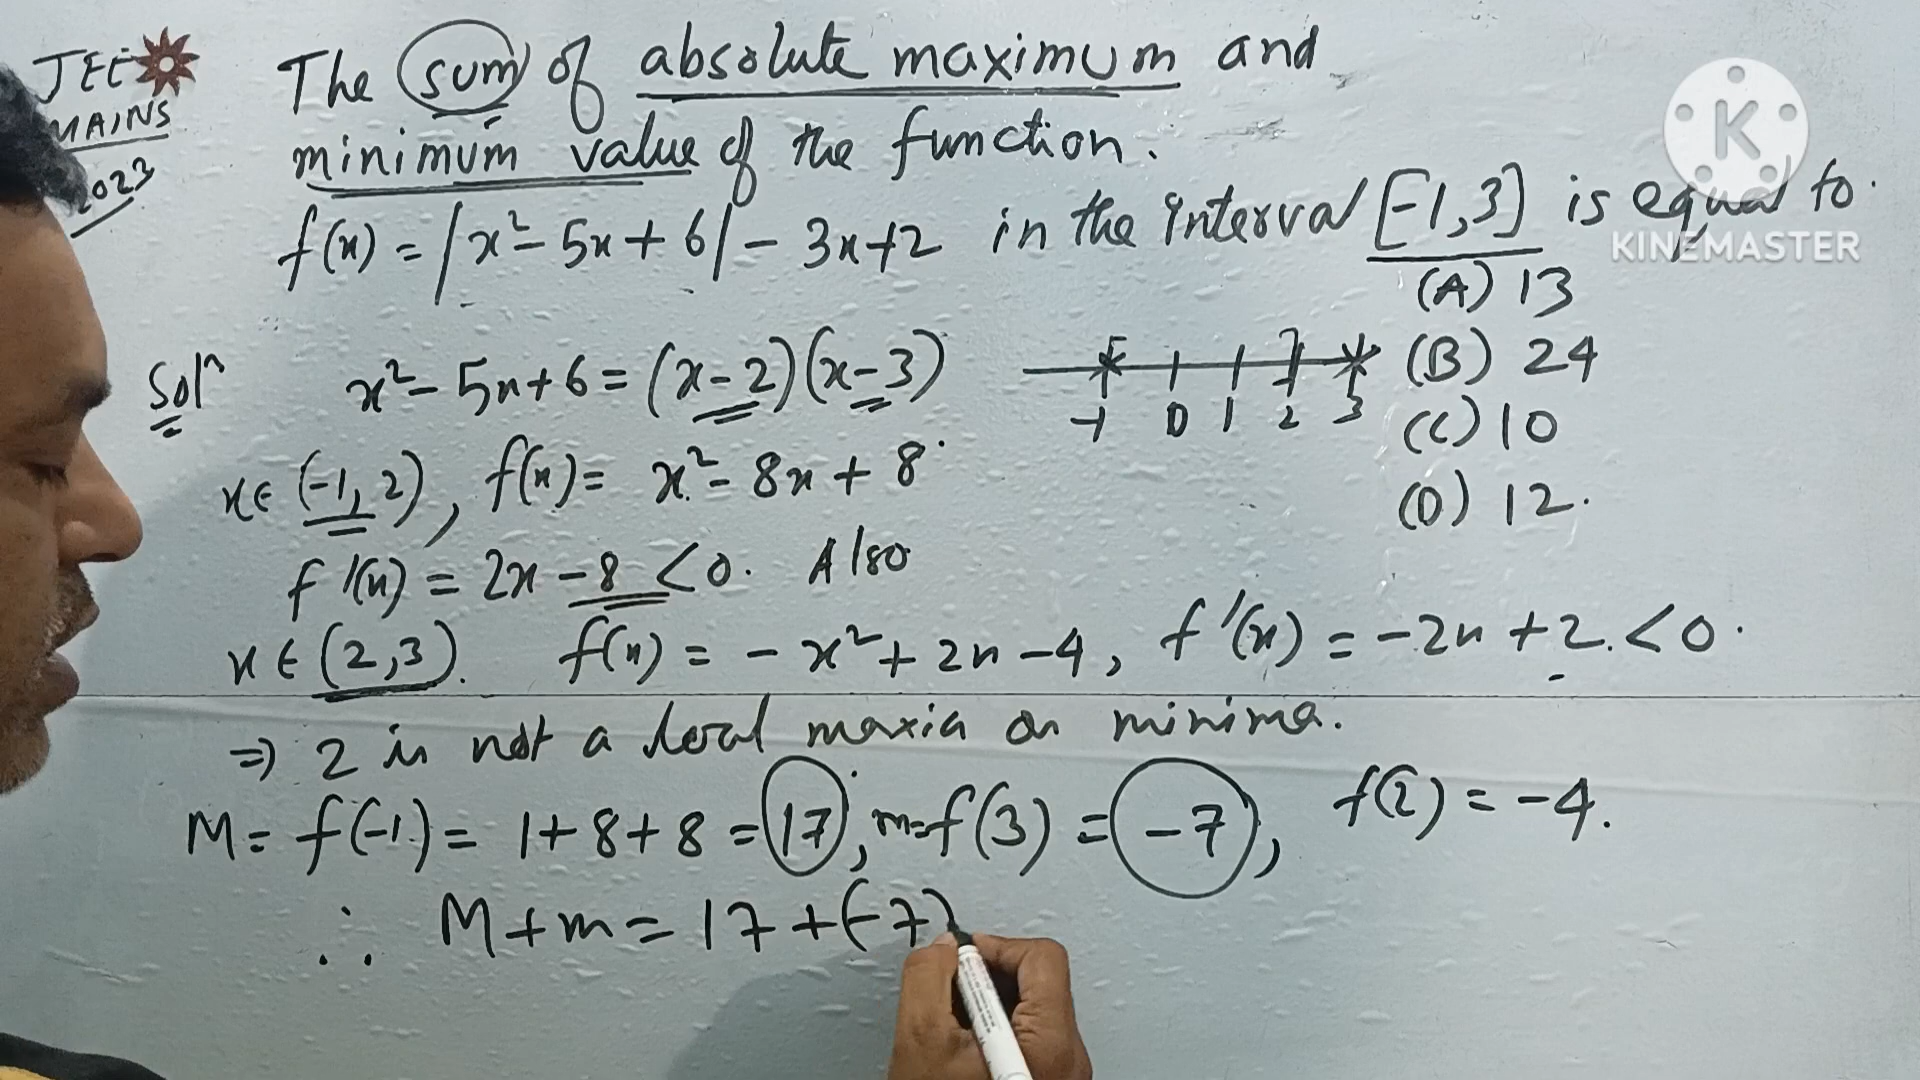 JEE
MAINS
2023
The sum of absolute maximum and
minimum value of the function.
f(x) = |x² - 5x + 6| - 3x + 2 in the interval [-1, 3] is equal to.
(A) 13
(B) 24
(C) 10
(D) 12.
Solⁿ x² - 5x + 6 = (x - 2)(x - 3)
-1 0 1 2 3
x ∈ (-1, 2), f(x) = x² - 8x + 8
f'(x) = 2x - 8 < 0. Also
x ∈ (2, 3). f(x) = - x² + 2x - 4, f'(x) = - 2x + 2 < 0.
⇒ 2 is not a local maxia or minima.
M = f(-1) = 1 + 8 + 8 = 17, m = f(3) = -7, f(2) = -4.
∴ M + m = 17 + (-7)
K
KINEMASTER